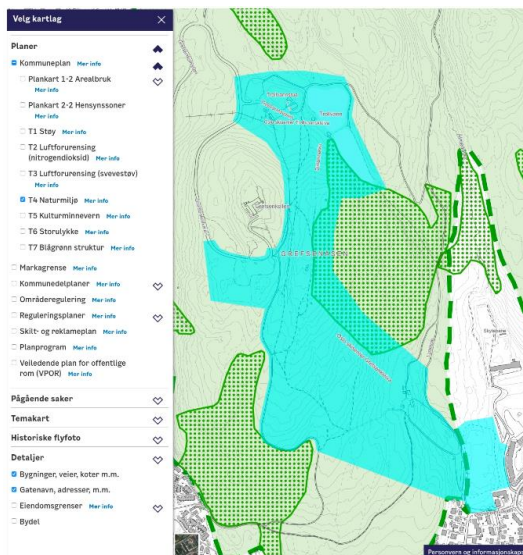 Velg kartlag
Planer
Kommuneplan Mer info
Plankart 1-2 Arealbruk
Mer info
Plankart 2-2 Hensynssoner
Mer info
T1 Støy Mer info
T2 Luftforurensing
(nitrogendioksid) Mer info
T3 Luftforurensing (svevestøv)
Mer info
T4 Naturmiljø Mer info
T5 Kulturminnevern Mer info
T6 Storulykke Mer info
T7 Blågrønn struktur Mer info
Markagrense Mer info
Kommunedelplaner Mer info
Områderegulering Mer info
Reguleringsplaner Mer info
Skilt- og reklameplan Mer info
Planprogram Mer info
Veiledende plan for offentlige
rom (VPOR) Mer info
Pågående saker
Temakart
Historiske flyfoto
Detaljer
Bygninger, veier, koter m.m.
Gatenavn, adresser, m.m.
Eiendomsgrenser Mer info
Bydel
GREFSENÅSEN
Personvern og informasjonskap